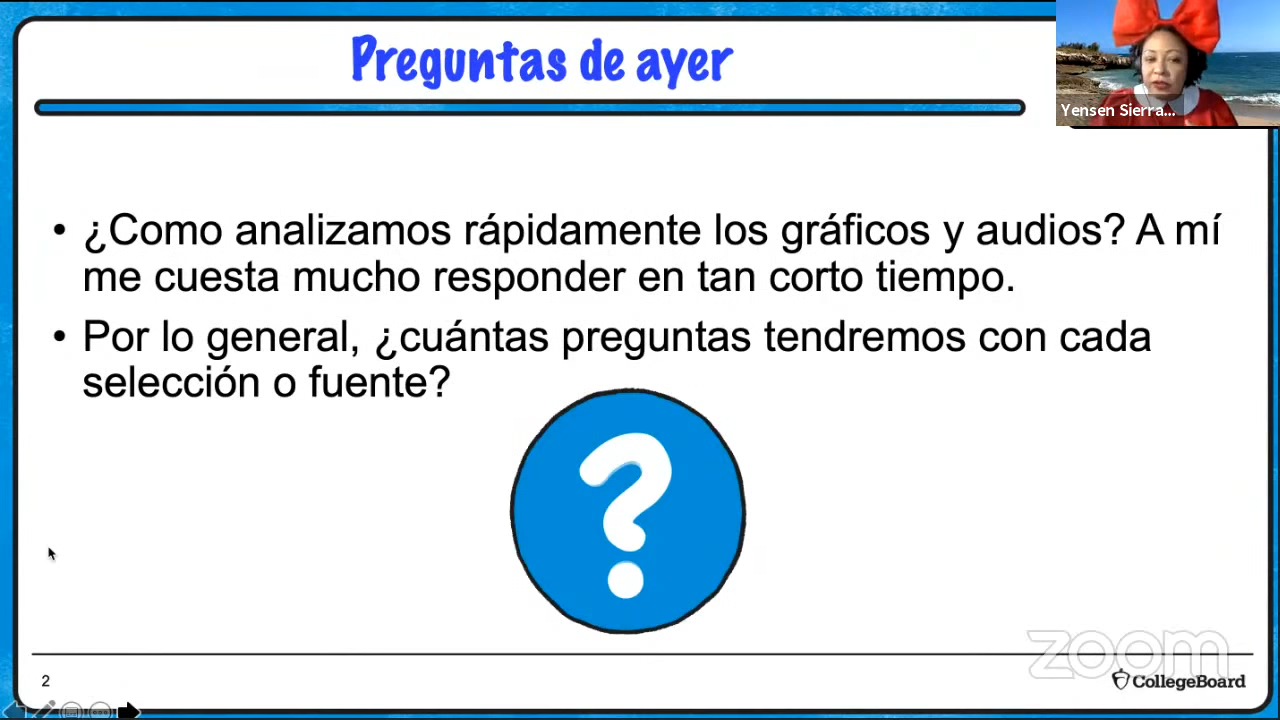 Preguntas de ayer
Yensen Sierra...
• ¿Como analizamos rápidamente los gráficos y audios? A mí
me cuesta mucho responder en tan corto tiempo.
• Por lo general, ¿cuántas preguntas tendremos con cada
selección o fuente?
?
zoom
2
CollegeBoard